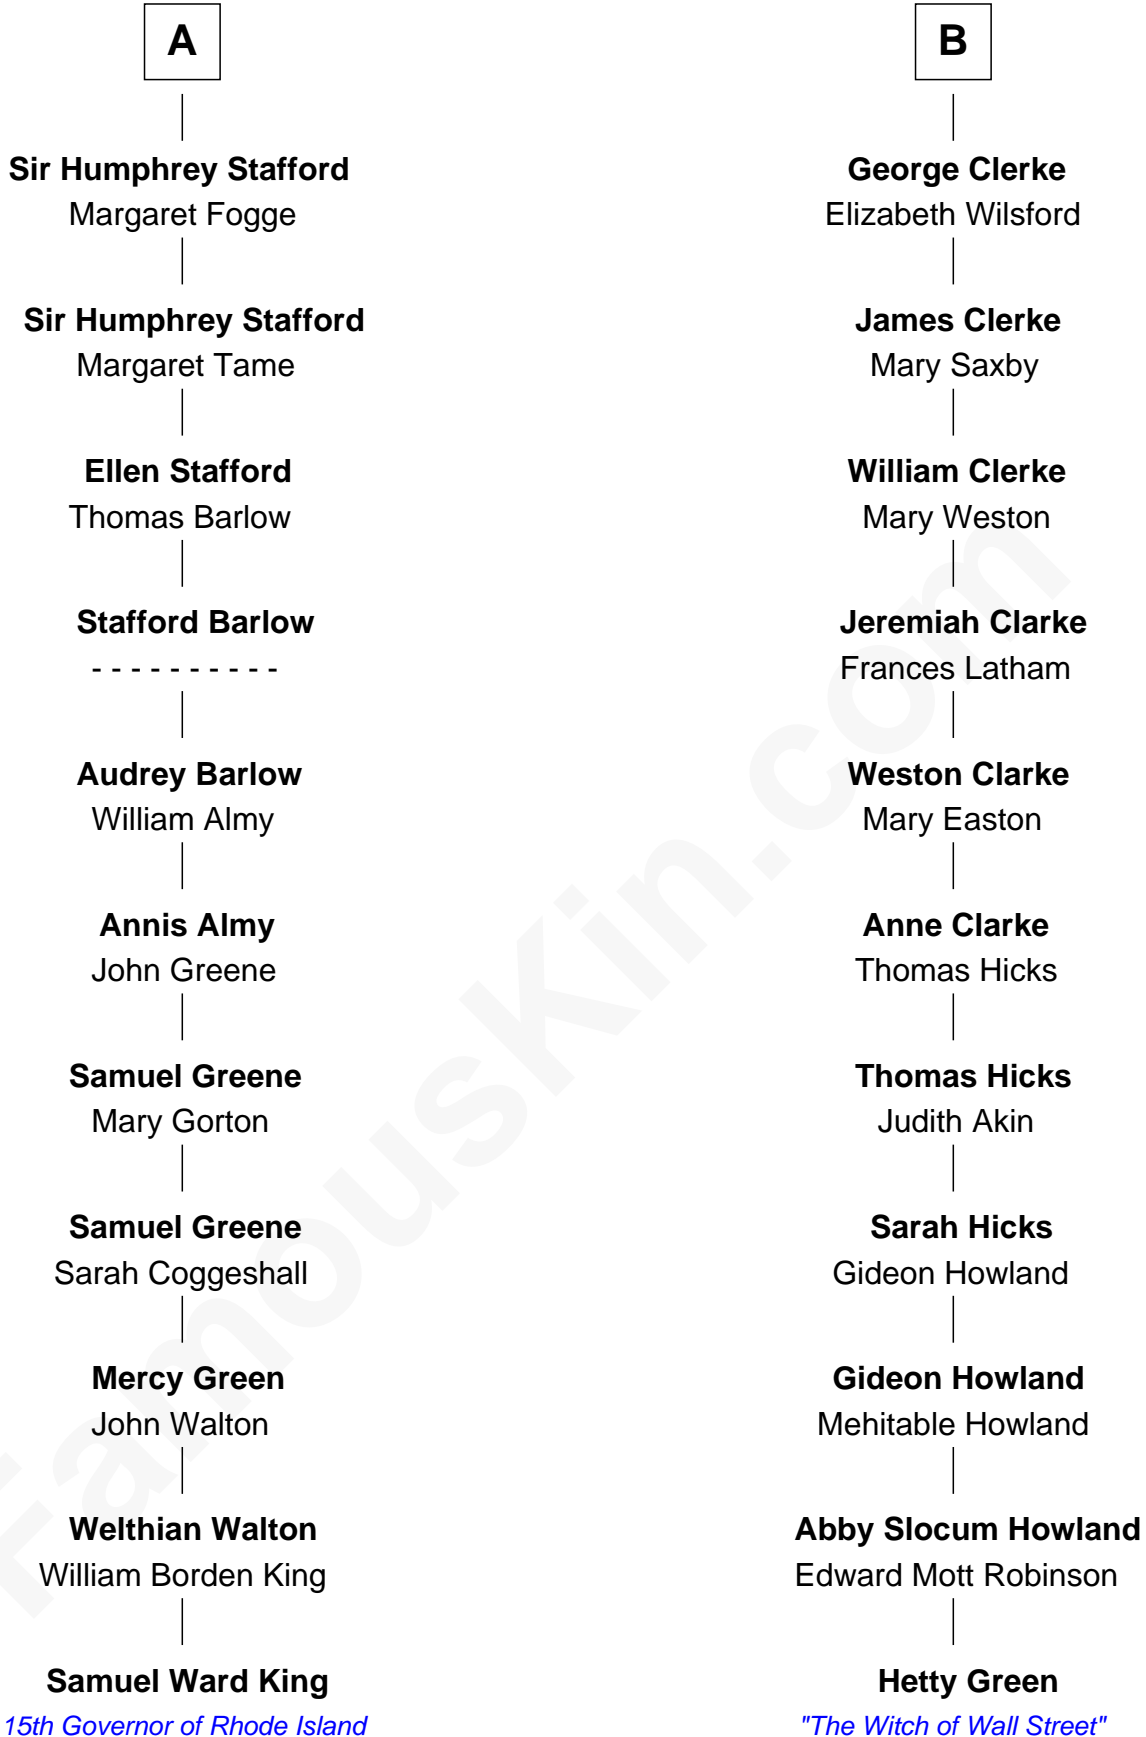 A
Sir Humphrey Stafford
Margaret Fogge
Sir Humphrey Stafford
Margaret Tame
Ellen Stafford
Thomas Barlow
Stafford Barlow
- - - - - - - - - -
Audrey Barlow
William Almy
Annis Almy
John Greene
Samuel Greene
Mary Gorton
Samuel Greene
Sarah Coggeshall
Mercy Green
John Walton
Welthian Walton
William Borden King
Samuel Ward King
15th Governor of Rhode Island
B
George Clerke
Elizabeth Wilsford
James Clerke
Mary Saxby
William Clerke
Mary Weston
Jeremiah Clarke
Frances Latham
Weston Clarke
Mary Easton
Anne Clarke
Thomas Hicks
Thomas Hicks
Judith Akin
Sarah Hicks
Gideon Howland
Gideon Howland
Mehitable Howland
Abby Slocum Howland
Edward Mott Robinson
Hetty Green
"The Witch of Wall Street"
FamousKin.com